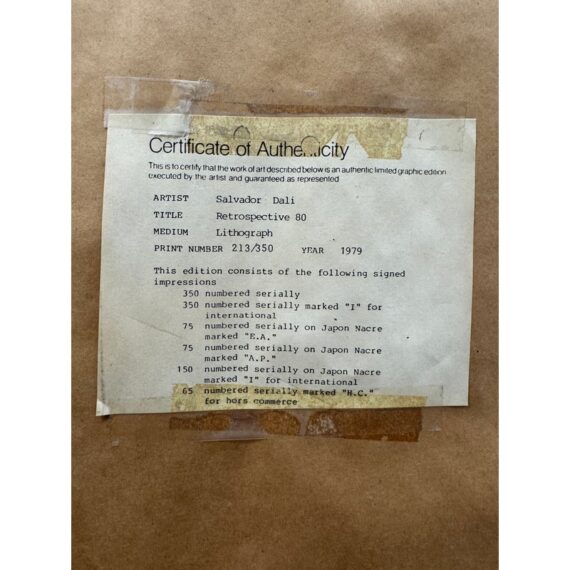 Certificate of Authenticity
This is to certify that the work of art described below is an authentic limited graphic edition
executed by the artist and guaranteed as represented
ARTIST Salvador Dali
TITLE Retrospective 80
MEDIUM Lithograph
PRINT NUMBER 213/350 YEAR 1979
This edition consists of the following signed
impressions
350 numbered serially
350 numbered serially marked "I" for
international
75 numbered serially on Japon Nacre
marked "E.A."
75 numbered serially on Japon Nacre
marked "A.P."
150 numbered serially on Japon Nacre
marked "I" for international
65 numbered serially marked "H.C."
for hors commerce